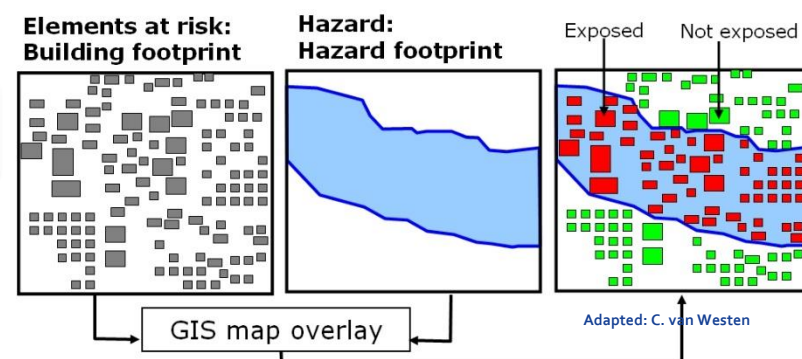 Elements at risk:
Building footprint
Hazard:
Hazard footprint
Exposed
Not exposed
GIS map overlay
Adapted: C. van Westen